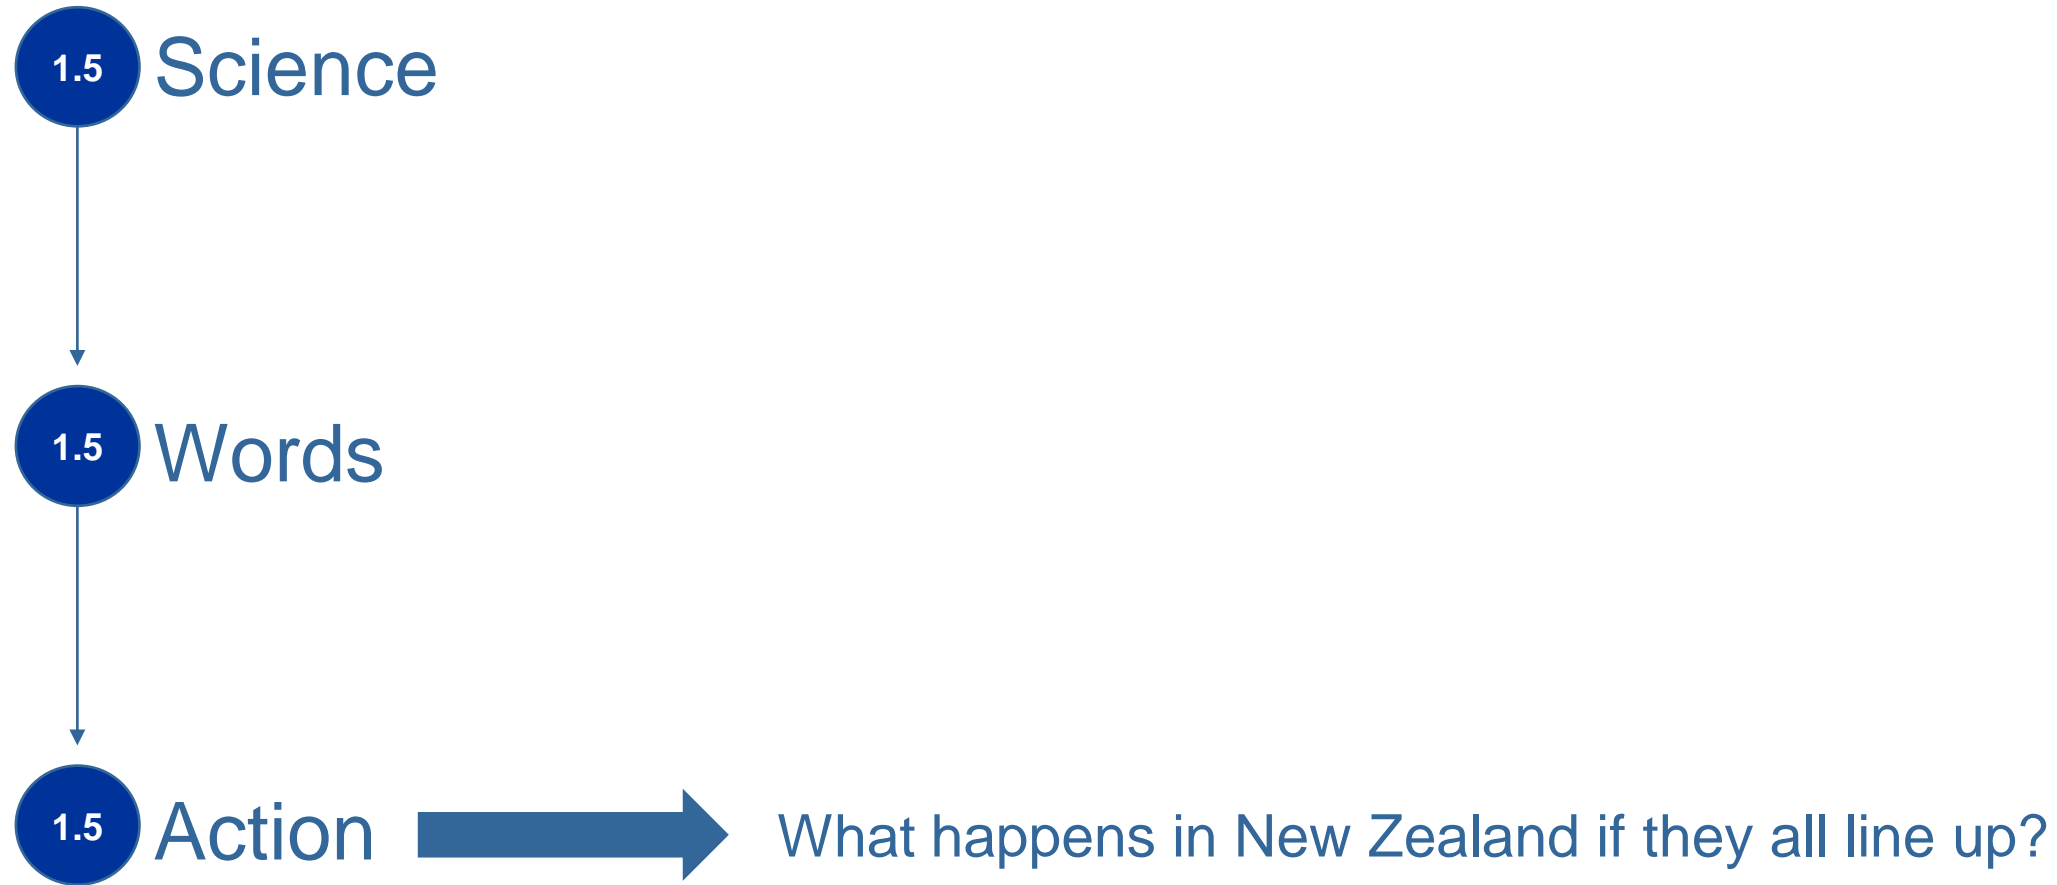 1.5 Science
1.5 Words
1.5 Action What happens in New Zealand if they all line up?